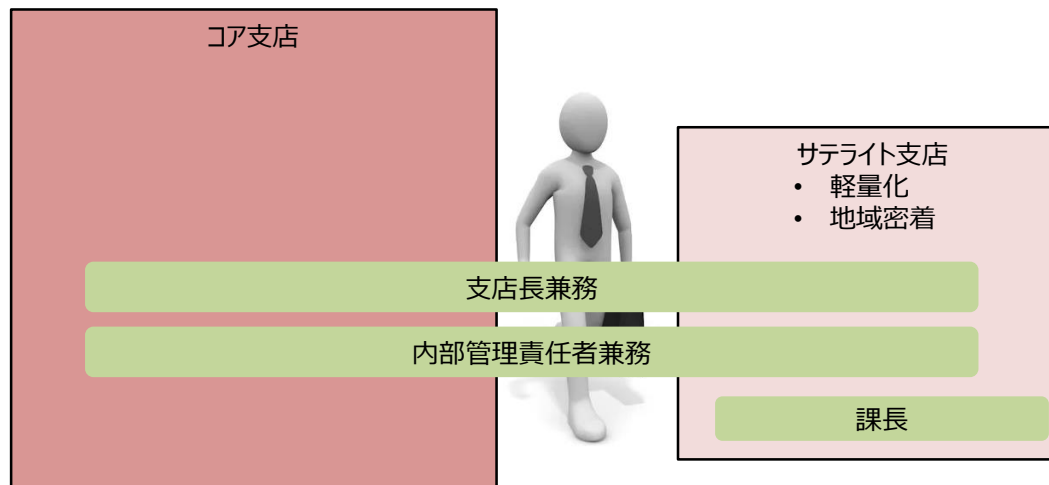 コア支店
サテライト支店
• 軽量化
• 地域密着
支店長兼務
内部管理責任者兼務
課長